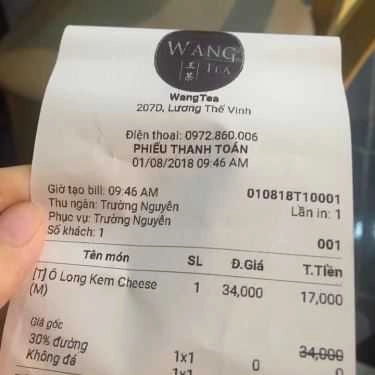 WANG
王茶 TEA
WangTea
207D, Lương Thế Vinh
Điện thoại: 0972.860.006
PHIẾU THANH TOÁN
01/08/2018 09:46 AM
Giờ tạo bill: 09:46 AM 010818T10001
Thu ngân: Trường Nguyên Lần in: 1
Phục vụ: Trường Nguyên
Số khách: 1 001
Tên món SL Đ.Giá T.Tiền
[T] Ô Long Kem Cheese (M) 1 34,000 17,000
Giá gốc 34,000
30% đường 1x1 0
Không đá 1x1 0